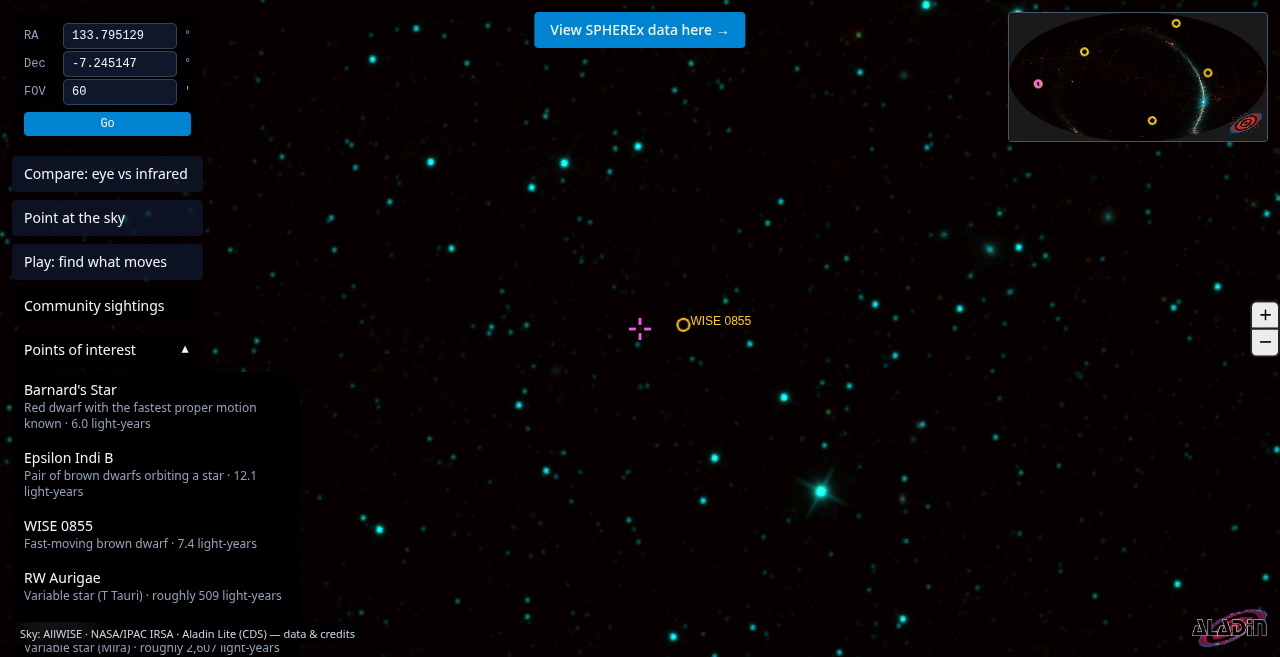 RA 133.795129 °
Dec -7.245147 °
FOV 60 '
Go
View SPHEREx data here →
Compare: eye vs infrared
Point at the sky
Play: find what moves
Community sightings
Points of interest ▲
WISE 0855
+
−
Barnard's Star
Red dwarf with the fastest proper motion
known · 6.0 light-years
Epsilon Indi B
Pair of brown dwarfs orbiting a star · 12.1
light-years
WISE 0855
Fast-moving brown dwarf · 7.4 light-years
RW Aurigae
Variable star (T Tauri) · roughly 509 light-years
Sky: AllWISE · NASA/IPAC IRSA · Aladin Lite (CDS) — data & credits
Variable star (Mira) · roughly 2,607 light-years
ALADIN